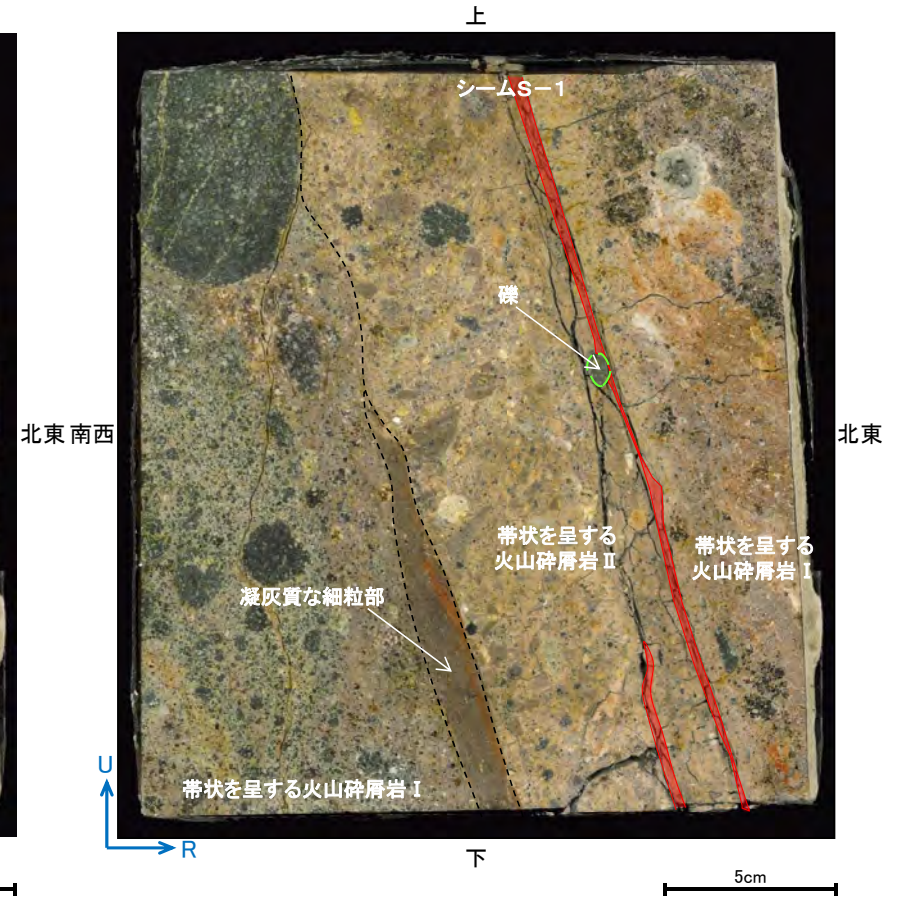 上
シームS-1
礫
北東
南西
北東
帯状を呈する
火山砕屑岩Ⅱ
帯状を呈する
火山砕屑岩Ⅰ
凝灰質な細粒部
帯状を呈する火山砕屑岩Ⅰ
U
R
下
5cm